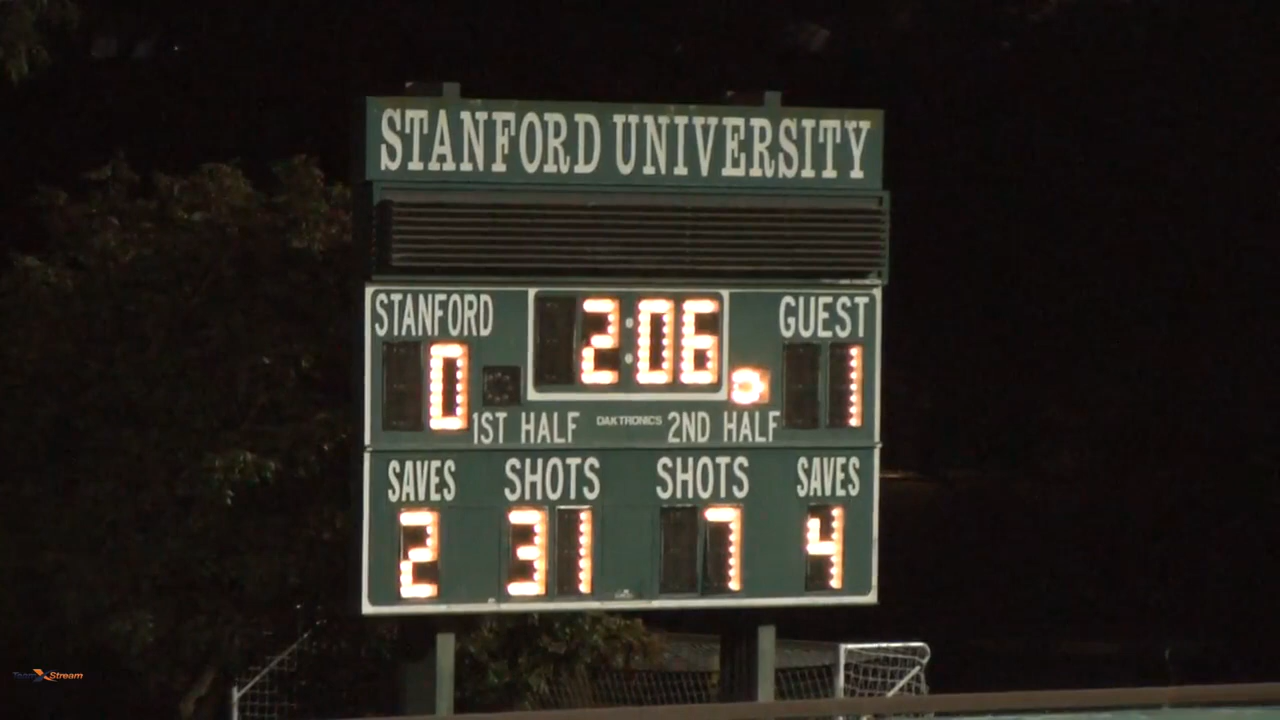 STANFORD UNIVERSITY
STANFORD 2:06 GUEST
0 1
1ST HALF DAKTRONICS 2ND HALF
SAVES SHOTS SHOTS SAVES
2 31 7 4
TeamXStream